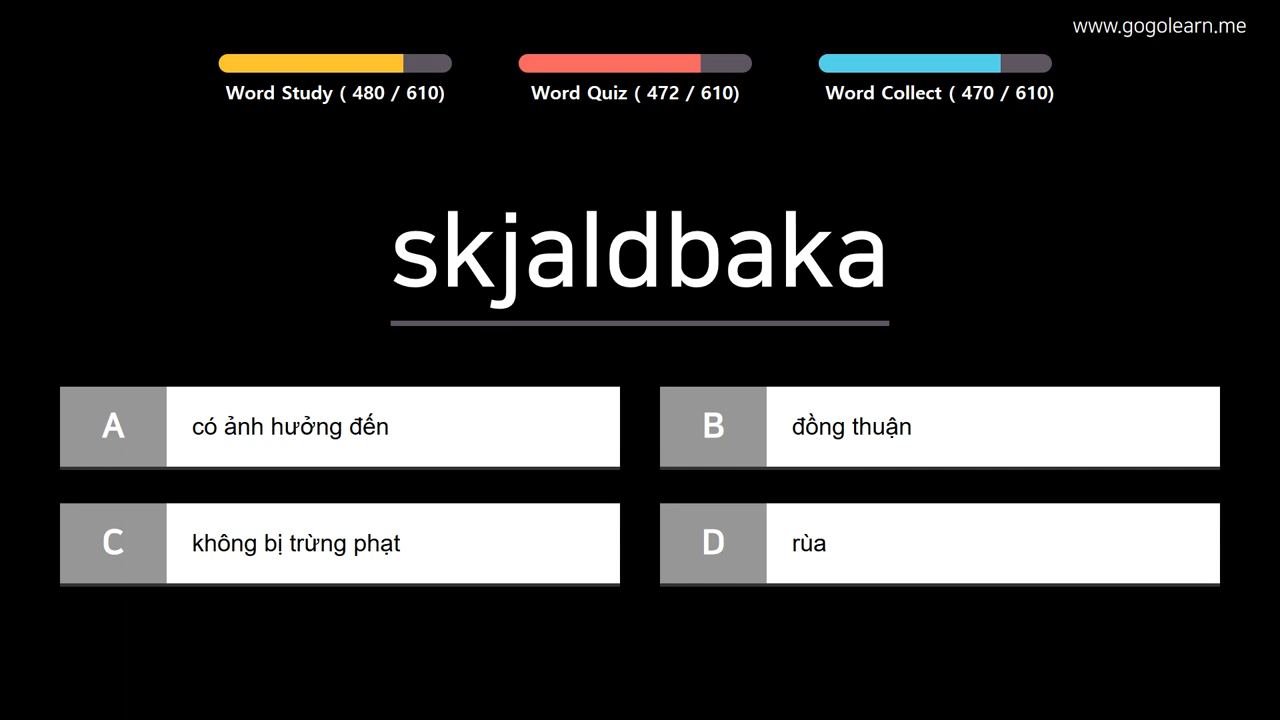 www.gogolearn.me
Word Study ( 480 / 610)
Word Quiz ( 472 / 610)
Word Collect ( 470 / 610)
skjaldbaka
A có ảnh hưởng đến
B đồng thuận
C không bị trừng phạt
D rùa